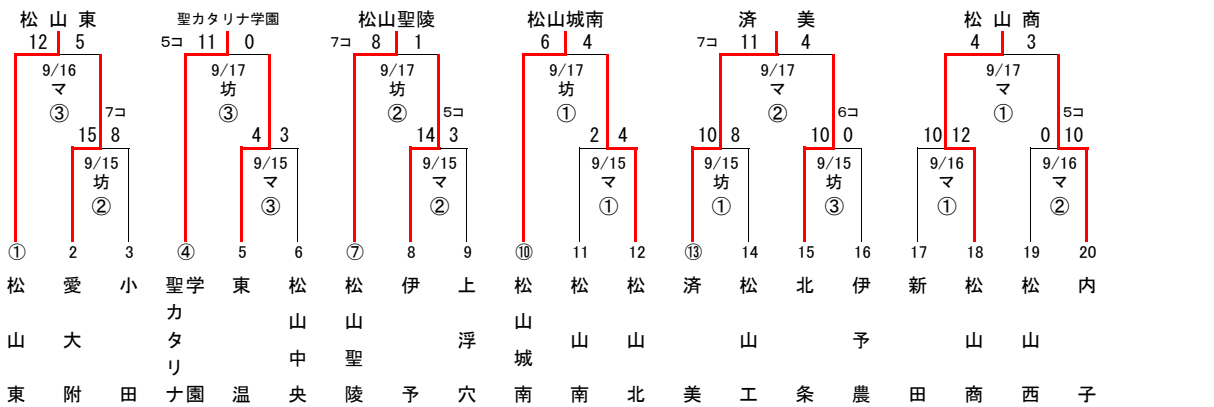 松山東 聖カタリナ学園 松山聖陵 松山城南 済美 松山商
12 5 5コ 11 0 7コ 8 1 6 4 7コ 11 4 4 3
9/16 9/17 9/17 9/17 9/17 9/17
マ 坊 坊 坊 マ マ
③ ③ ② ① ② ①
7コ 5コ 6コ 5コ
15 8 4 3 14 3 2 4 10 8 10 0 10 12 0 10
9/15 9/15 9/15 9/15 9/15 9/15 9/16 9/16
坊 マ マ マ 坊 坊 マ マ
② ③ ② ① ① ③ ① ②
① 2 3 ④ 5 6 ⑦ 8 9 ⑩ 11 12 ⑬ 14 15 16 17 18 19 20
松山東
愛大附
小田
聖カタリナ学園
東温
松山中央
松山聖陵
伊予
上浮穴
松山城南
松山南
松山北
済美
松山工
北条
伊予農
新田
松山商
松山西
内子